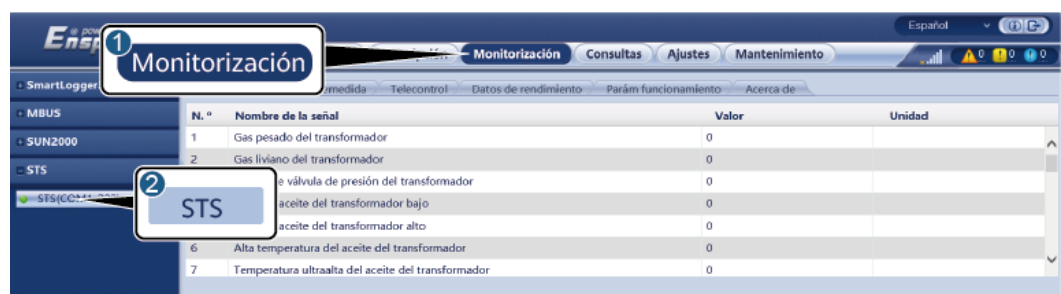 Español
1
Monitorización
Monitorización Consultas Ajustes Mantenimiento
0 0 0
Telecontrol Datos de rendimiento Parám funcionamiento Acerca de
MBUS
SUN2000
STS
N. º Nombre de la señal Valor Unidad
1 Gas pesado del transformador 0
2 Gas liviano del transformador 0
válvula de presión del transformador 0
aceite del transformador bajo 0
aceite del transformador alto 0
6 Alta temperatura del aceite del transformador 0
7 Temperatura ultraalta del aceite del transformador 0
2
STS